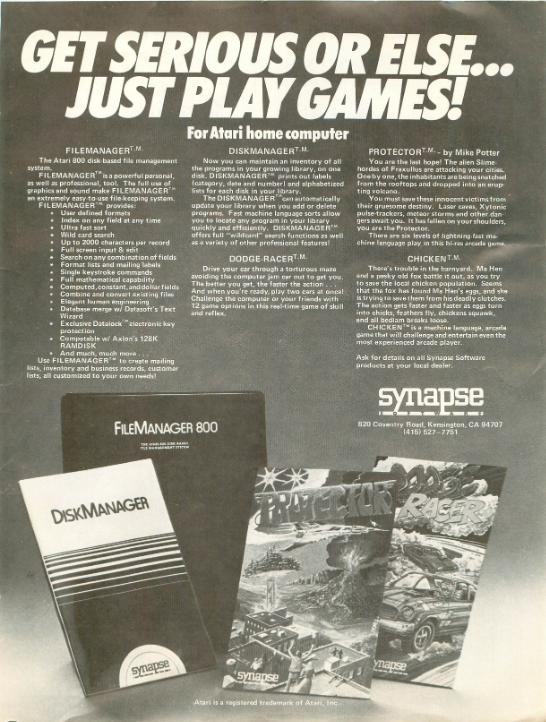 GET SERIOUS OR ELSE...
JUST PLAY GAMES!
For Atari home computer
FILEMANAGER T.M.
The Atari 800 disk-based file management
system.
FILEMANAGER™ is a powerful personal,
as well as professional, tool. The full use of
graphics and sound make FILEMANAGER™
an extremely easy-to-use file-keeping system.
FILEMANAGER™ provides:
• User defined formats
• Index on any field at any time
• Ultra fast sort
• Wild card search
• Up to 2000 characters per record
• Full screen input & edit
• Search on any combination of fields
• Format lists and mailing labels
• Single keystroke commands
• Full mathematical capability
• Computed, constant, and dollar fields
• Combine and convert existing files
• Elegant human engineering
• Database merge w/ Datasoft's Text
Wizard
• Exclusive Datalock™ electronic key
protection
• Compatable w/ Axlon's 128K
RAMDISK
• And much, much more . . .
Use FILEMANAGER™ to create mailing
lists, inventory and business records, customer
lists, all customized to your own needs!
DISKMANAGER T.M.
Now you can maintain an inventory of all
the programs in your growing library, on one
disk. DISKMANAGER™ prints out labels
(category, date and number) and alphabetized
lists for each disk in your library.
The DISKMANAGER™ can automatically
update your library when you add or delete
programs. Fast machine language sorts allow
you to locate any program in your library
quickly and efficiently. DISKMANAGER™
offers full "wildcard" search functions as well
as a variety of other professional features!
DODGE-RACER T.M.
Drive your car through a torturous maze
avoiding the computer jam car out to get you.
The better you get, the faster the action . . .
And when you're ready, play two cars at once!
Challenge the computer or your friends with
12 game options in this real-time game of skill
and reflex.
PROTECTOR T.M. - by Mike Potter
You are the last hope! The alien Slime-
hordes of Fraxullus are attacking your cities.
One by one, the inhabitants are being snatched
from the rooftops and dropped into an erup-
ting volcano.
You must save these innocent victims from
their gruesome destiny. Laser caves, Xytonic
pulse-trackers, meteor storms and other dan-
gers await you. It has fallen on your shoulders,
you are the Protector.
There are six levels of lightning-fast ma-
chine language play in this hi-res arcade game.
CHICKEN T.M.
There's trouble in the barnyard. Ms Hen
and a pesky old fox battle it out, as you try
to save the local chicken population. Seems
that the fox has found Ms Hen's eggs, and she
is trying to save them from his deadly clutches.
The action gets faster and faster as eggs turn
into chicks, feathers fly, chickens squawk,
and all bedlam breaks loose.
CHICKEN™ is a machine language, arcade
game that will challenge and entertain even the
most experienced arcade player.
Ask for details on all Synapse Software
products at your local dealer.
synapse
820 Coventry Road, Kensington, CA 94707
(415) 527-7751
FILEMANAGER 800
DISKMANAGER
synapse
PROTECTOR
synapse
DODGE
RACER
synapse
Atari is a registered trademark of Atari, Inc.